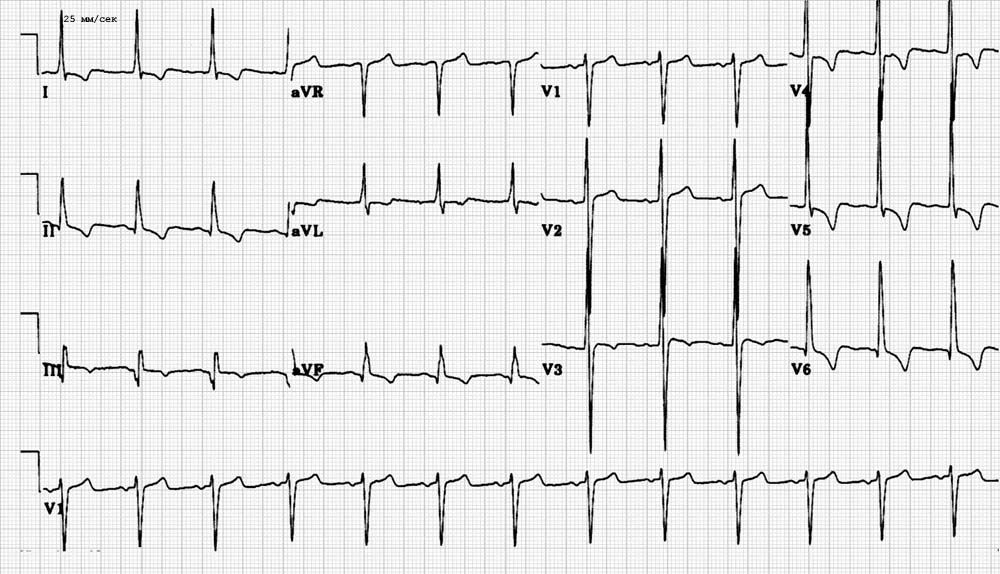 25 мм/сек
I aVR V1 V4
II aVL V2 V5
III aVF V3 V6
V1